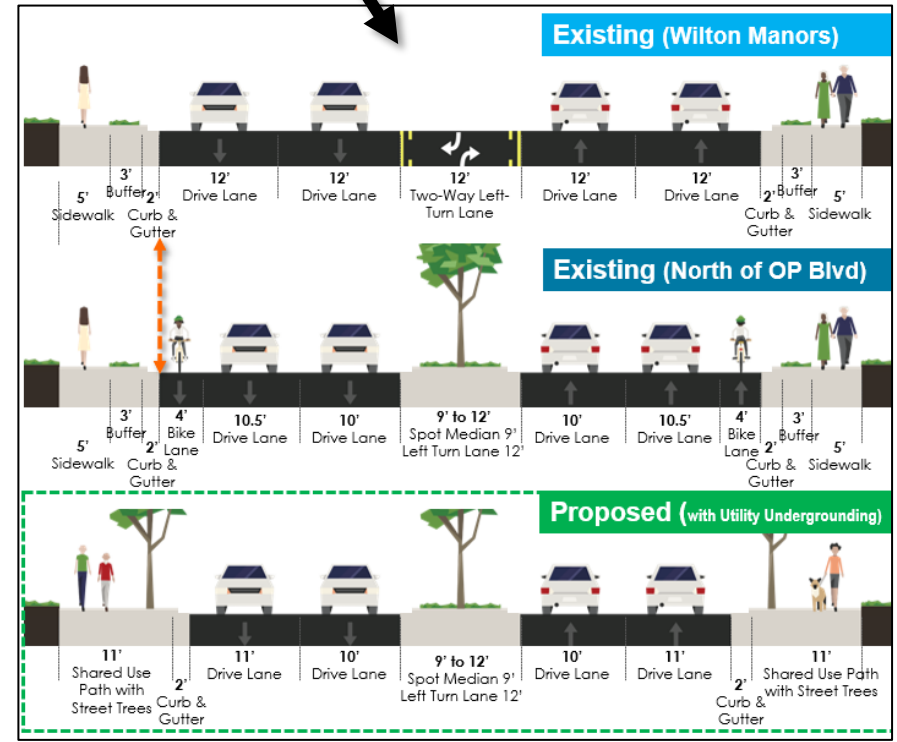 Existing (Wilton Manors)
5'
Sidewalk
3'
Buffer
2'
Curb &
Gutter
12'
Drive Lane
12'
Drive Lane
12'
Two-Way Left-
Turn Lane
12'
Drive Lane
12'
Drive Lane
2'
Curb &
Gutter
3'
Buffer
5'
Sidewalk
Existing (North of OP Blvd)
5'
Sidewalk
3'
Buffer
2'
Curb &
Gutter
4'
Bike
Lane
10.5'
Drive Lane
10'
Drive Lane
9' to 12'
Spot Median 9'
Left Turn Lane 12'
10'
Drive Lane
10.5'
Drive Lane
4'
Bike
Lane
2'
Curb &
Gutter
3'
Buffer
5'
Sidewalk
Proposed (with Utility Undergrounding)
11'
Shared Use
Path with
Street Trees
2'
Curb &
Gutter
11'
Drive Lane
10'
Drive Lane
9' to 12'
Spot Median 9'
Left Turn Lane 12'
10'
Drive Lane
11'
Drive Lane
2'
Curb &
Gutter
11'
Shared Use Path
with Street Trees